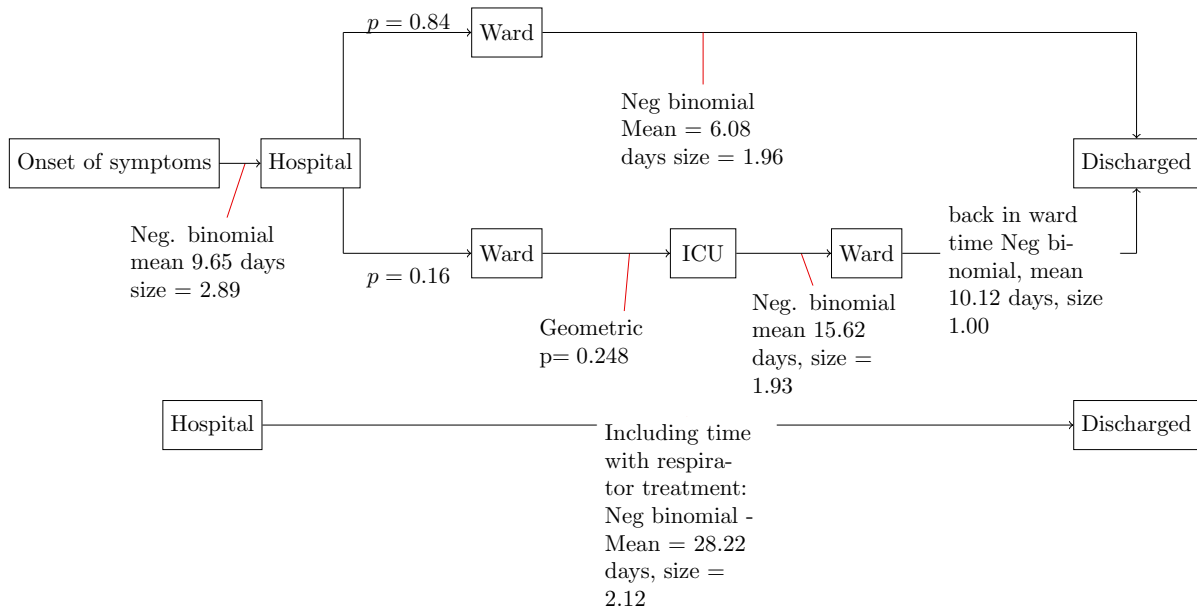 p = 0.84
Ward
Neg binomial
Mean = 6.08
days size = 1.96
Onset of symptoms
Hospital
Discharged
Neg. binomial
mean 9.65 days
size = 2.89
p = 0.16
Ward
ICU
Ward
back in ward
time Neg bi-
nomial, mean
10.12 days, size
1.00
Geometric
p= 0.248
Neg. binomial
mean 15.62
days, size =
1.93
Hospital
Discharged
Including time
with respira-
tor treatment:
Neg binomial -
Mean = 28.22
days, size =
2.12